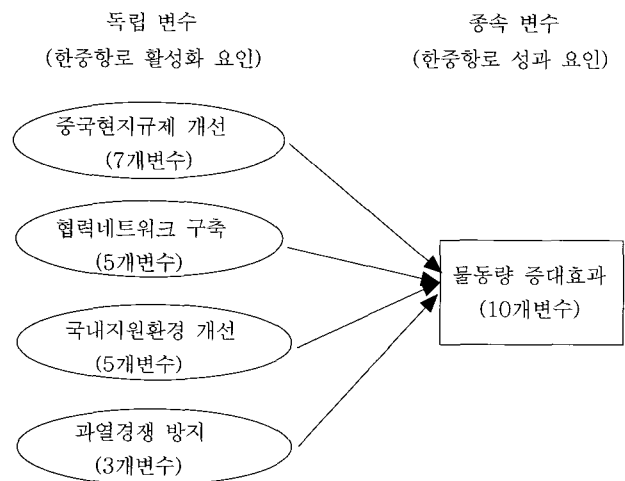 독립 변수
(한중항로 활성화 요인)
종속 변수
(한중항로 성과 요인)
중국현지규제 개선
(7개변수)
협력네트워크 구축
(5개변수)
국내지원환경 개선
(5개변수)
과열경쟁 방지
(3개변수)
물동량 증대효과
(10개변수)